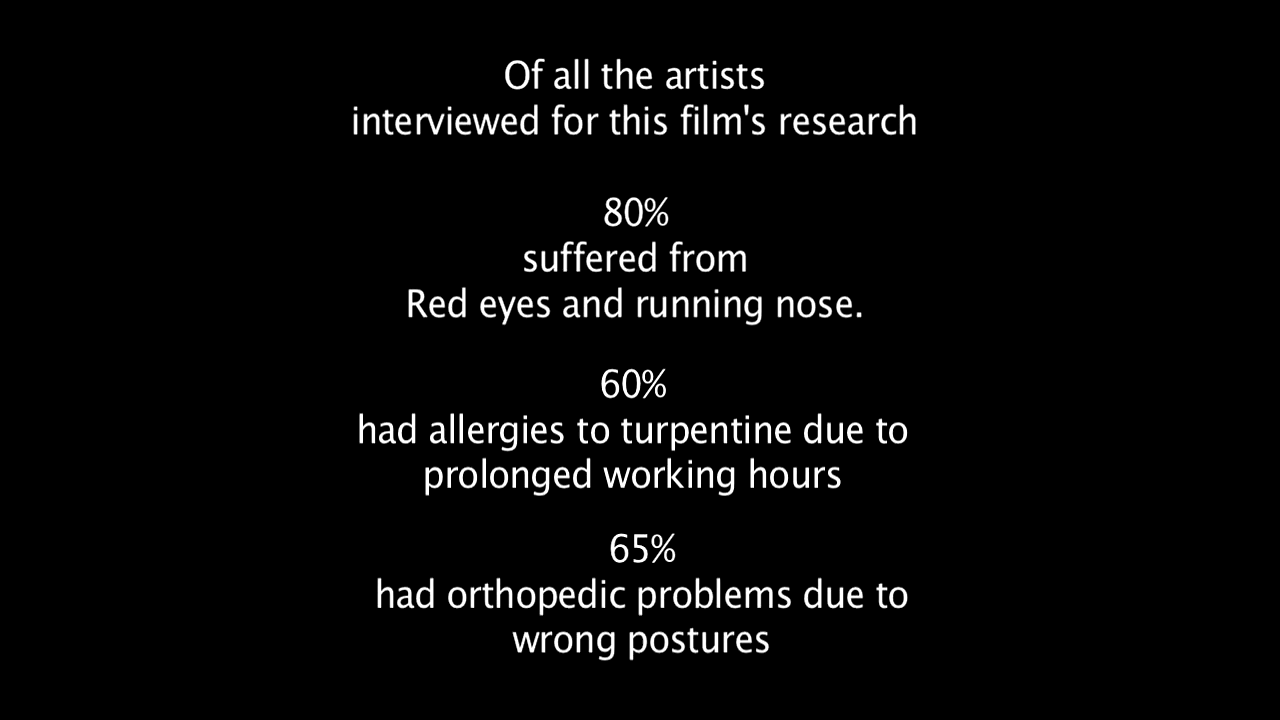 Of all the artists
interviewed for this film's research
80%
suffered from
Red eyes and running nose.
60%
had allergies to turpentine due to
prolonged working hours
65%
had orthopedic problems due to
wrong postures